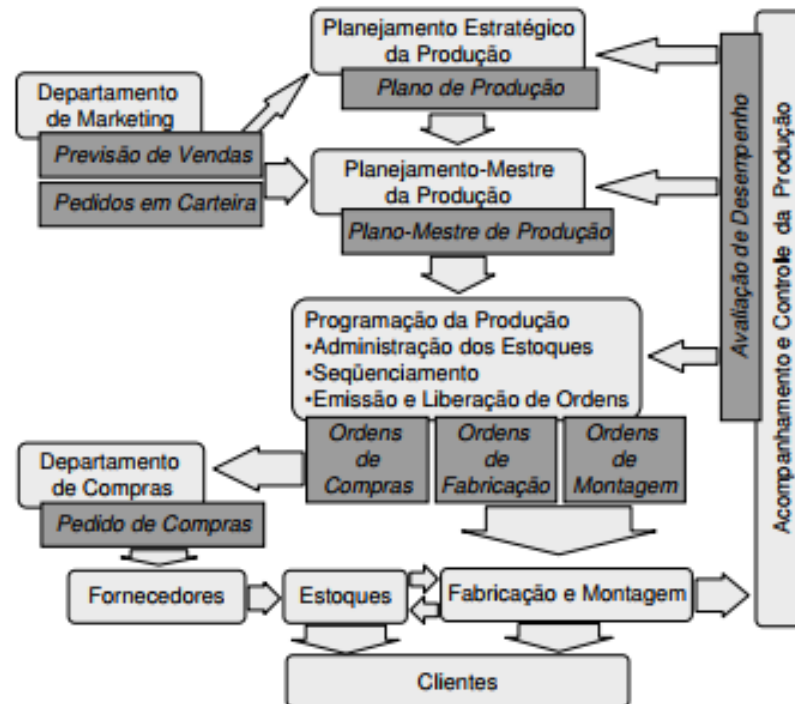 Planejamento Estratégico
da Produção
Plano de Produção
Departamento
de Marketing
Previsão de Vendas
Pedidos em Carteira
Planejamento-Mestre
da Produção
Plano-Mestre de Produção
Programação da Produção
•Administração dos Estoques
•Seqüenciamento
•Emissão e Liberação de Ordens
Ordens
de
Compras
Ordens
de
Fabricação
Ordens
de
Montagem
Departamento
de Compras
Pedido de Compras
Fornecedores
Estoques
Fabricação e Montagem
Clientes
Avaliação de Desempenho
Acompanhamento e Controle da Produção